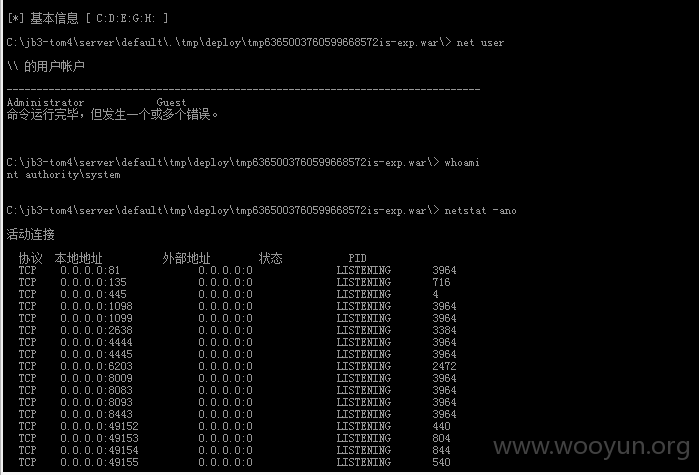 [*] 基本信息 [ C:D:E:G:H: ]
C:\jb3-tom4\server\default\.\tmp\deploy\tmp6365003760599668572is-exp.war\> net user
\\ 的用户帐户
-------------------------------------------------------------------------------
Administrator Guest
命令运行完毕，但发生一个或多个错误。
C:\jb3-tom4\server\default\tmp\deploy\tmp6365003760599668572is-exp.war\> whoami
nt authority\system
C:\jb3-tom4\server\default\tmp\deploy\tmp6365003760599668572is-exp.war\> netstat -ano
活动连接
协议 本地地址 外部地址 状态 PID
TCP 0.0.0.0:81 0.0.0.0:0 LISTENING 3964
TCP 0.0.0.0:135 0.0.0.0:0 LISTENING 716
TCP 0.0.0.0:445 0.0.0.0:0 LISTENING 4
TCP 0.0.0.0:1098 0.0.0.0:0 LISTENING 3964
TCP 0.0.0.0:1099 0.0.0.0:0 LISTENING 3964
TCP 0.0.0.0:2638 0.0.0.0:0 LISTENING 3384
TCP 0.0.0.0:4444 0.0.0.0:0 LISTENING 3964
TCP 0.0.0.0:4445 0.0.0.0:0 LISTENING 3964
TCP 0.0.0.0:6203 0.0.0.0:0 LISTENING 2472
TCP 0.0.0.0:8009 0.0.0.0:0 LISTENING 3964
TCP 0.0.0.0:8083 0.0.0.0:0 LISTENING 3964
TCP 0.0.0.0:8093 0.0.0.0:0 LISTENING 3964
TCP 0.0.0.0:8443 0.0.0.0:0 LISTENING 3964
TCP 0.0.0.0:49152 0.0.0.0:0 LISTENING 440
TCP 0.0.0.0:49153 0.0.0.0:0 LISTENING 804
TCP 0.0.0.0:49154 0.0.0.0:0 LISTENING 844
TCP 0.0.0.0:49155 0.0.0.0:0 LISTENING 540
www.wooyun.org